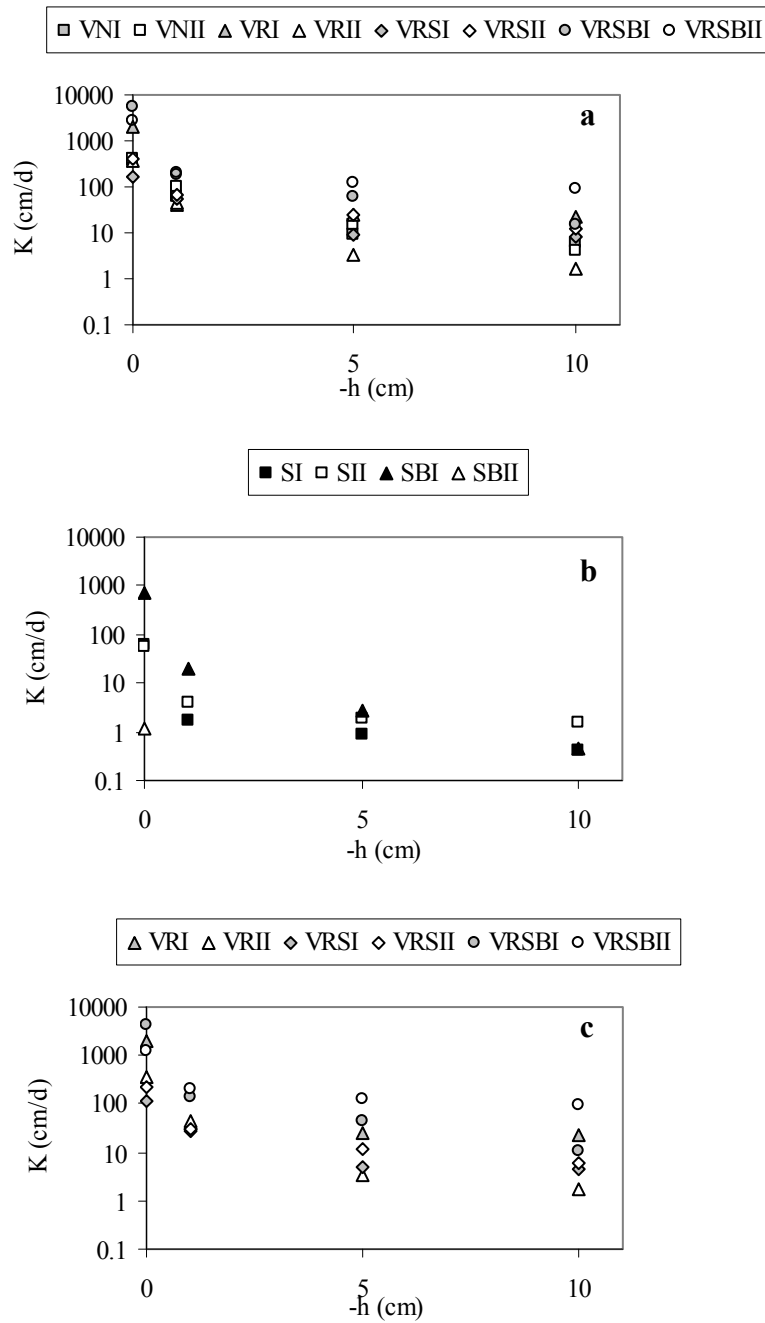 VNI VNII VRI VRII VRSI VRSII VRSBI VRSBII
a
10000
1000
100
10
1
0.1
K (cm/d)
0 5 10
-h (cm)
SI SII SBI SBII
b
10000
1000
100
10
1
0.1
K (cm/d)
0 5 10
-h (cm)
VRI VRII VRSI VRSII VRSBI VRSBII
c
10000
1000
100
10
1
0.1
K (cm/d)
0 5 10
-h (cm)